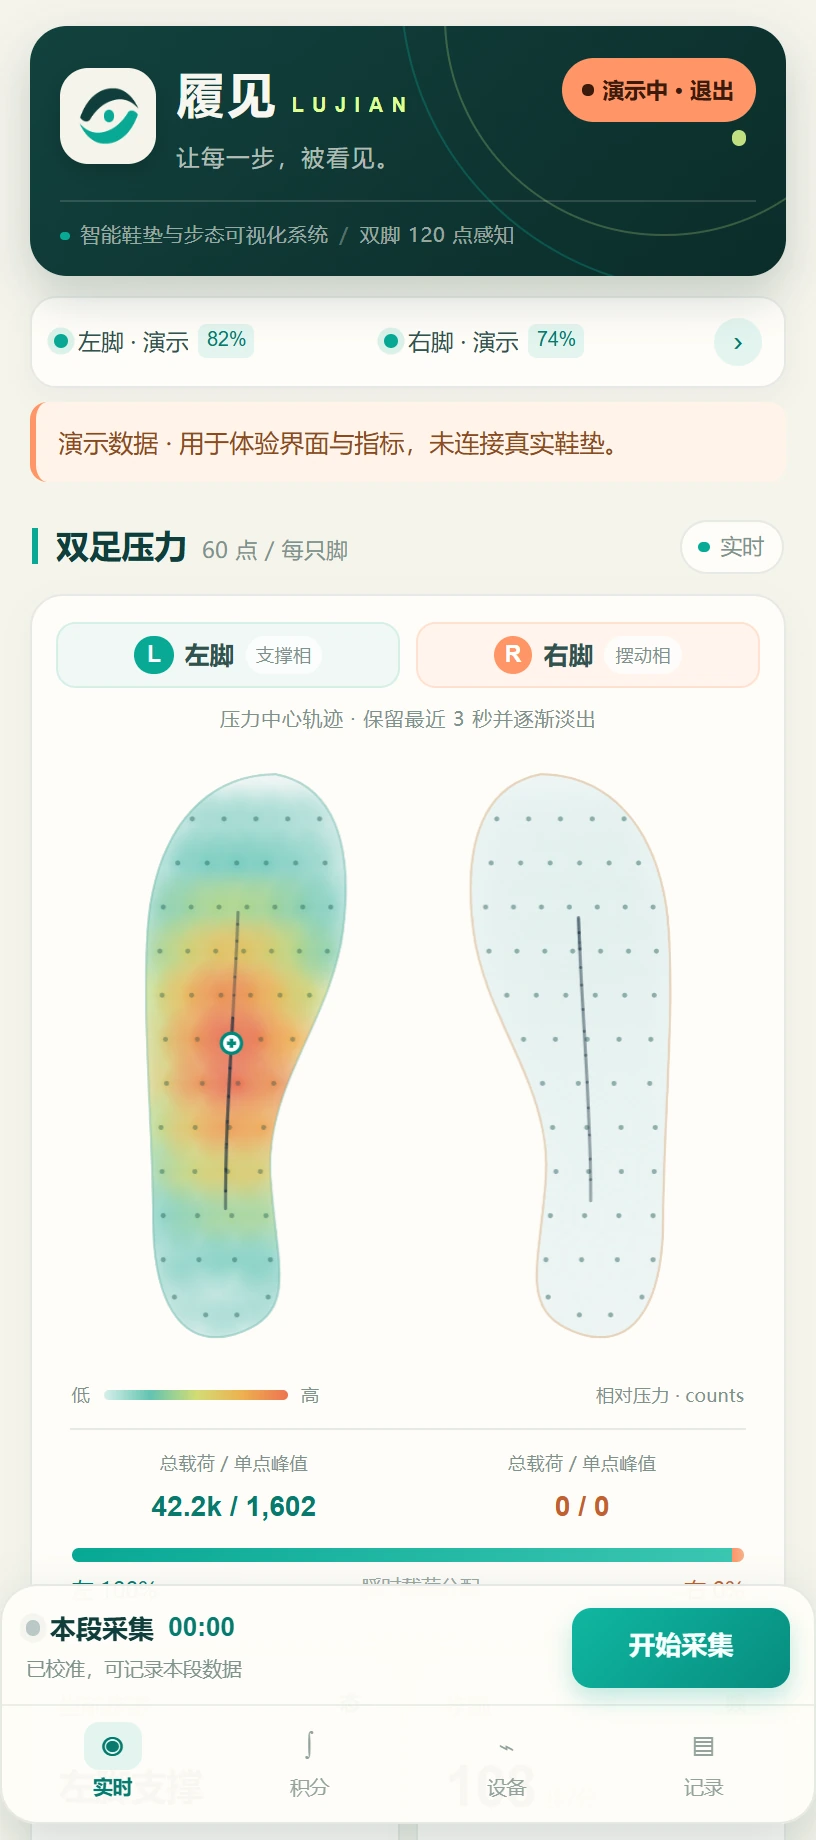 履见 LUJIAN
演示中 · 退出
让每一步，被看见。
智能鞋垫与步态可视化系统 / 双脚 120 点感知
左脚 · 演示 82% 右脚 · 演示 74% ›
演示数据 · 用于体验界面与指标，未连接真实鞋垫。
双足压力 60 点 / 每只脚 实时
L 左脚 支撑相 R 右脚 摆动相
压力中心轨迹 · 保留最近 3 秒并逐渐淡出
低 高 相对压力 · counts
总载荷 / 单点峰值 总载荷 / 单点峰值
42.2k / 1,602 0 / 0
本段采集 00:00
已校准，可记录本段数据
开始采集
实时 积分 设备 记录